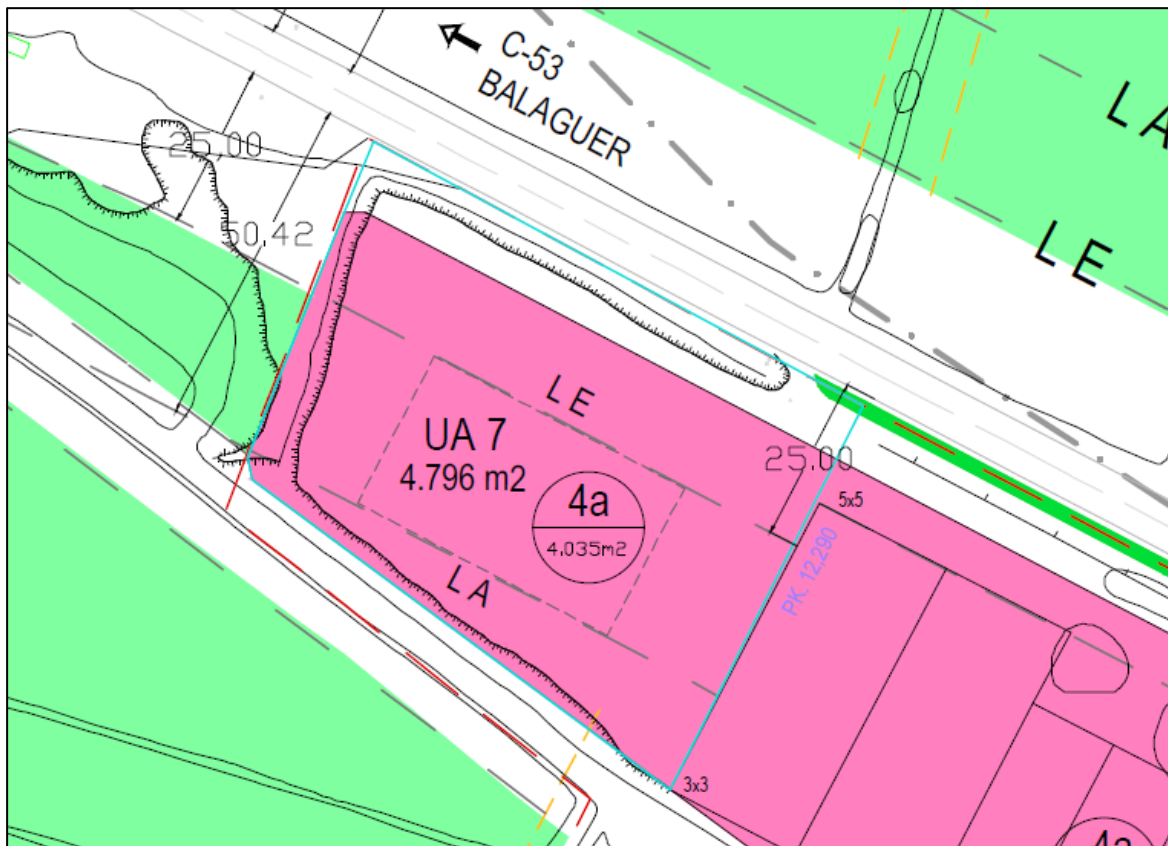 C-53
BALAGUER
LA
LE
25,00
50,42
LE
UA 7
4.796 m2
4a
4.035m2
LA
25.00
5x5
PK. 12,290
3x3
4a